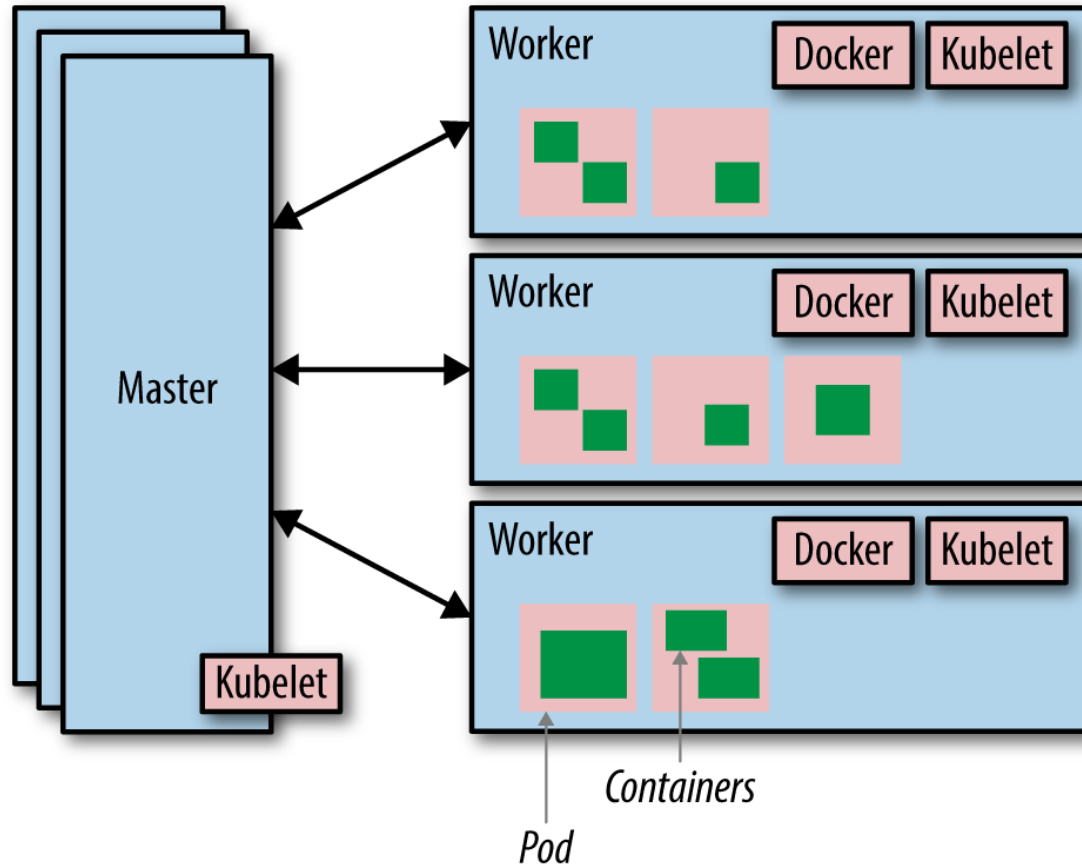 Master
Kubelet
Worker
Docker
Kubelet
Worker
Docker
Kubelet
Worker
Docker
Kubelet
Containers
Pod